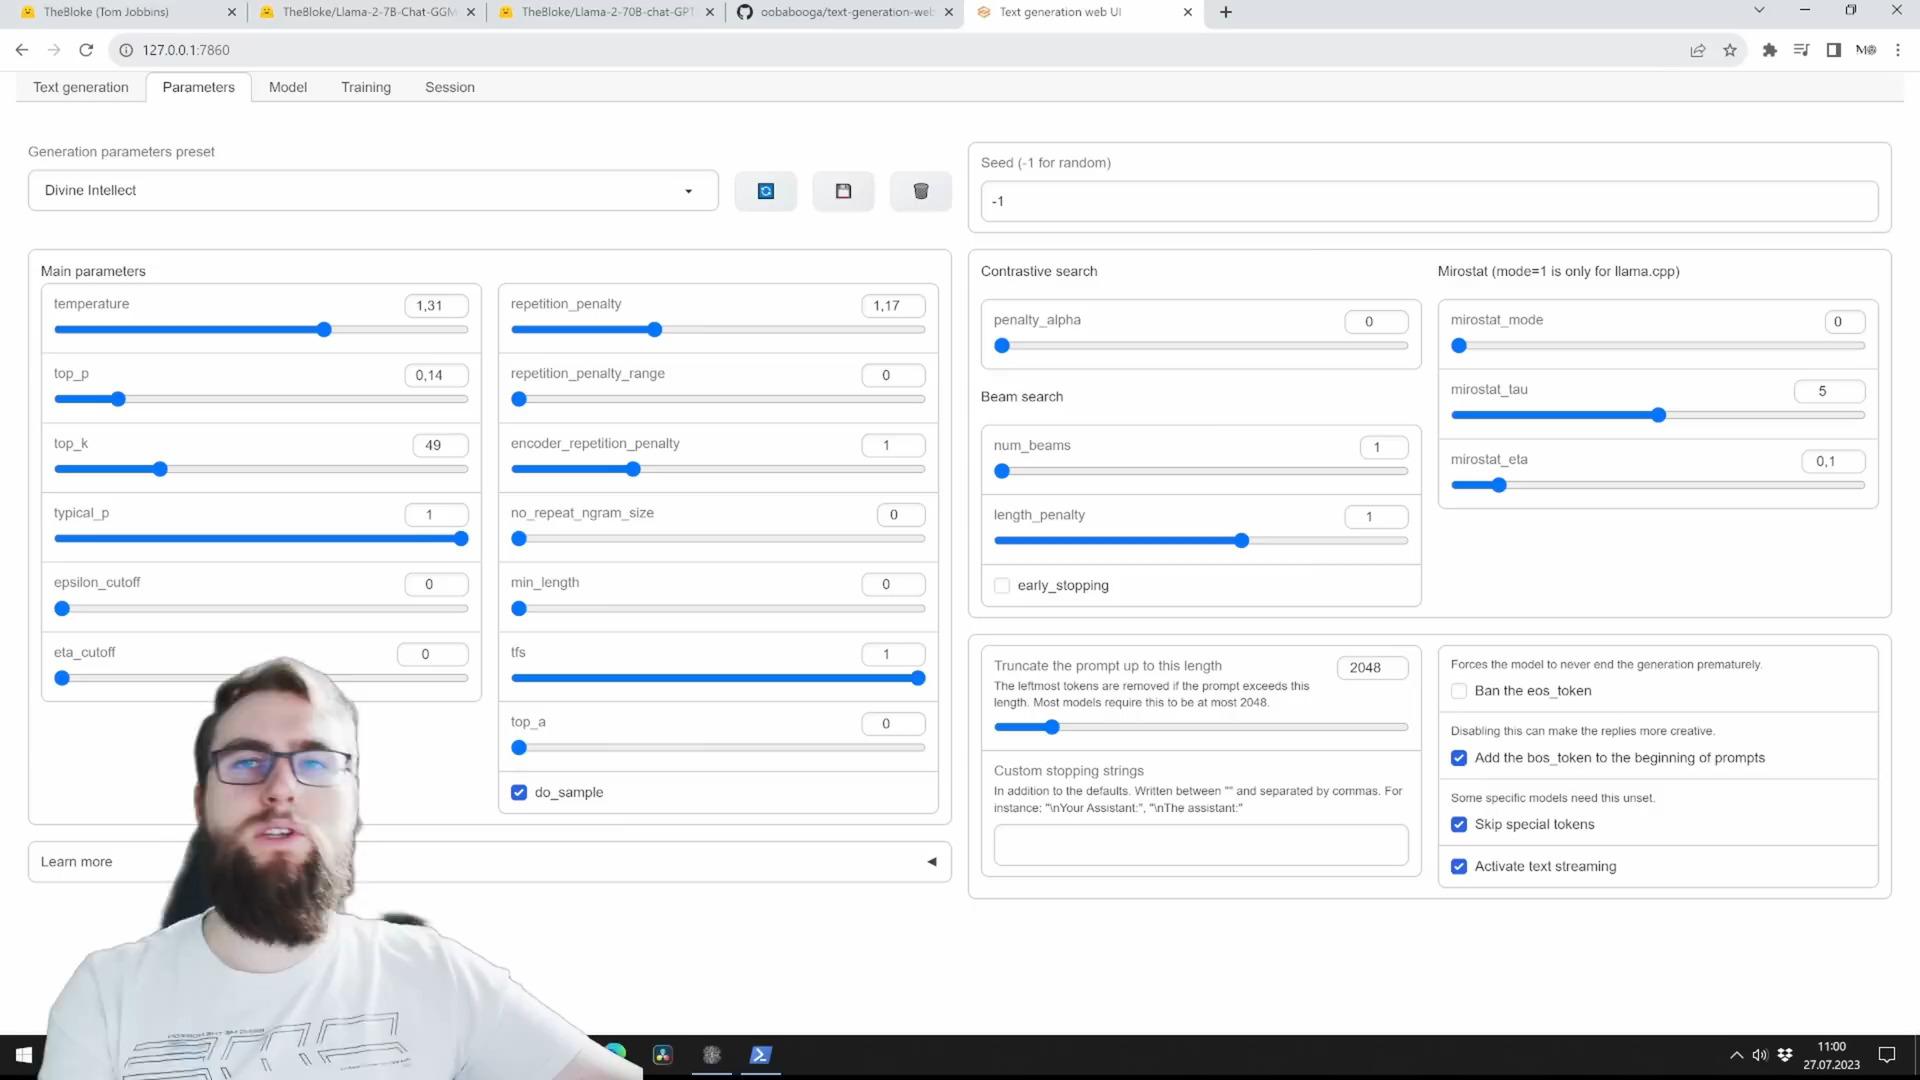 TheBloke (Tom Jobbins)
TheBloke/Llama-2-7B-Chat-GGM
TheBloke/Llama-2-70B-chat-GPT
oobabooga/text-generation-web
Text generation web UI
127.0.0.1:7860
Text generation
Parameters
Model
Training
Session
Generation parameters preset
Divine Intellect
Seed (-1 for random)
-1
Main parameters
temperature
1,31
top_p
0,14
top_k
49
typical_p
1
epsilon_cutoff
0
eta_cutoff
0
repetition_penalty
1,17
repetition_penalty_range
0
encoder_repetition_penalty
1
no_repeat_ngram_size
0
min_length
0
tfs
1
top_a
0
do_sample
Learn more
Contrastive search
penalty_alpha
0
Beam search
num_beams
1
length_penalty
1
early_stopping
Mirostat (mode=1 is only for llama.cpp)
mirostat_mode
0
mirostat_tau
5
mirostat_eta
0,1
Truncate the prompt up to this length
2048
The leftmost tokens are removed if the prompt exceeds this
length. Most models require this to be at most 2048.
Custom stopping strings
In addition to the defaults. Written between "" and separated by commas. For
instance: "\nYour Assistant:", "\nThe assistant:"
Forces the model to never end the generation prematurely.
Ban the eos_token
Disabling this can make the replies more creative.
Add the bos_token to the beginning of prompts
Some specific models need this unset.
Skip special tokens
Activate text streaming
11:00
27.07.2023